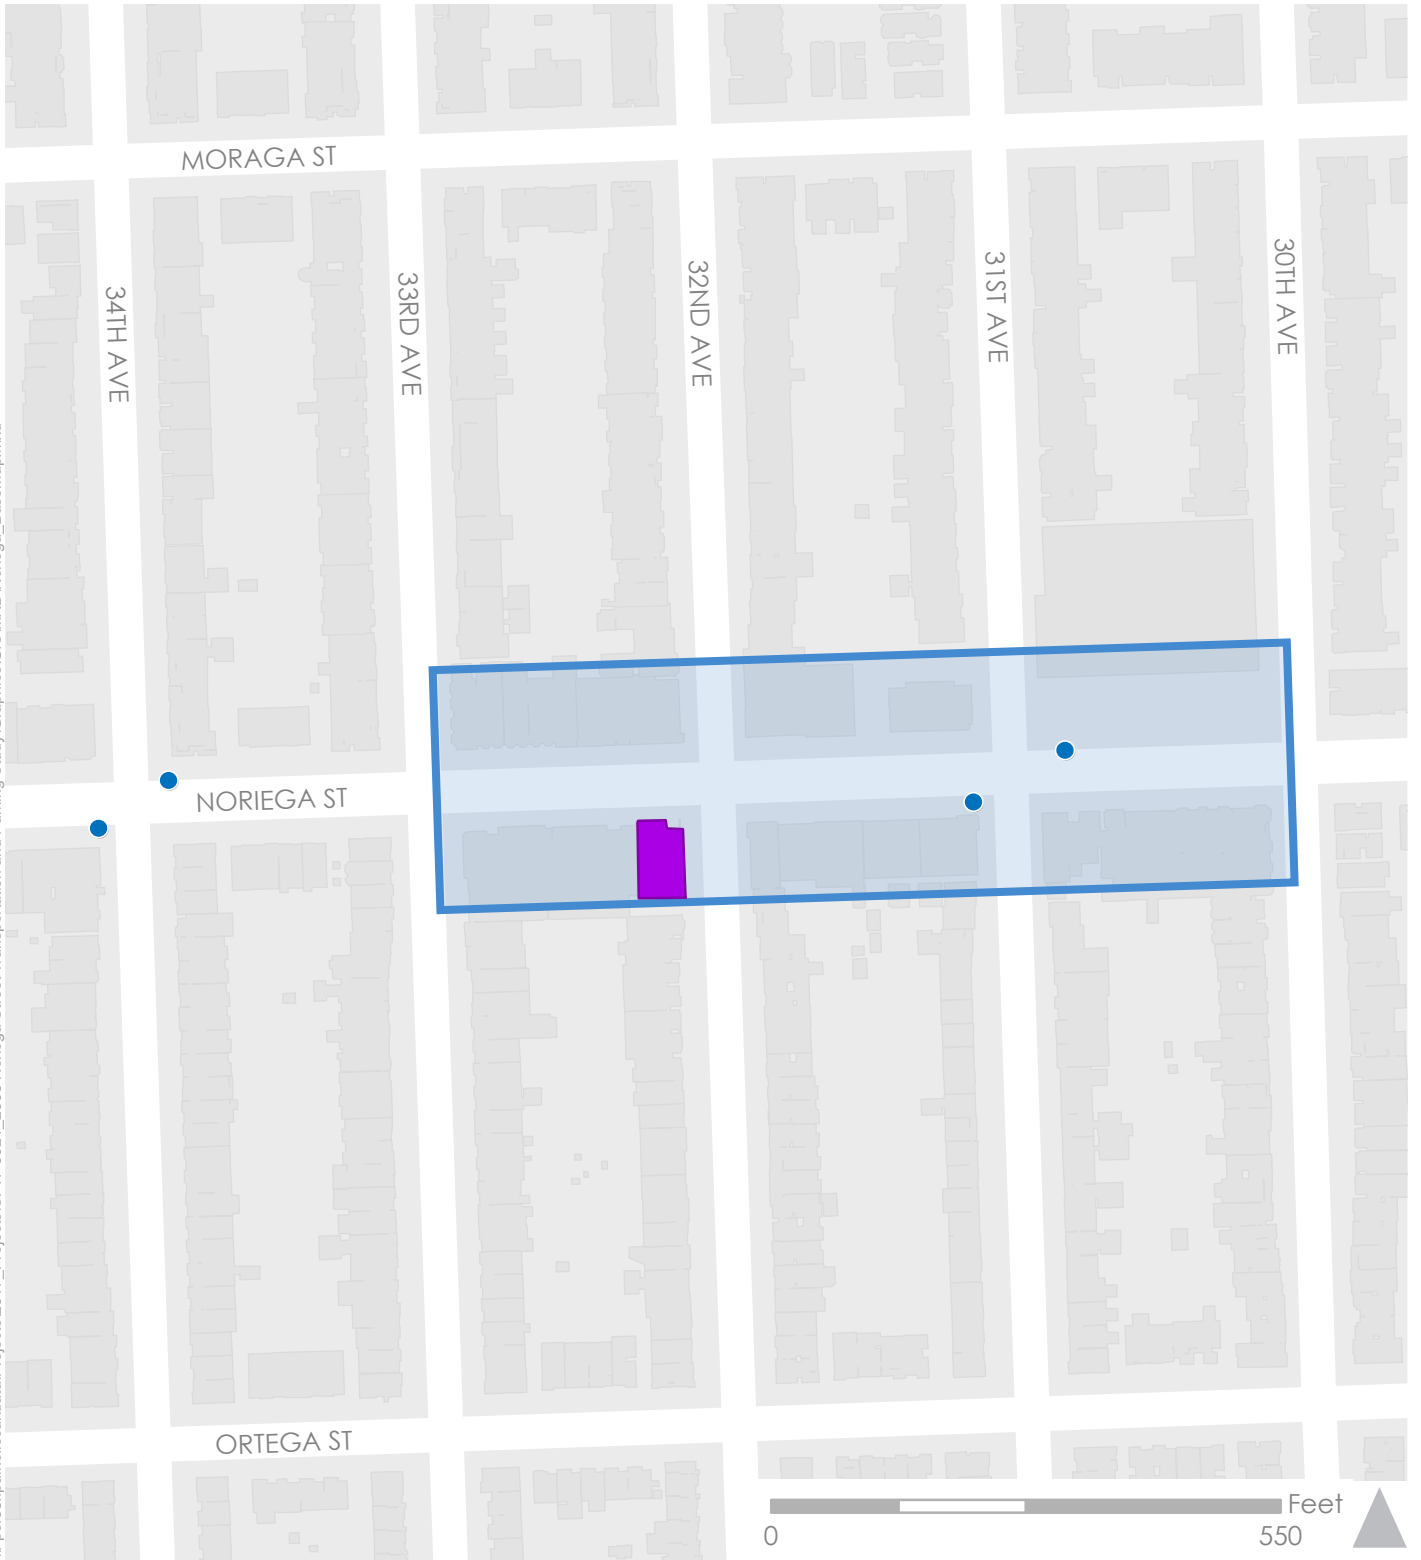 MORAGA ST
34TH AVE
33RD AVE
32ND AVE
31ST AVE
30TH AVE
NORIEGA ST
ORTEGA ST
Feet
0 550